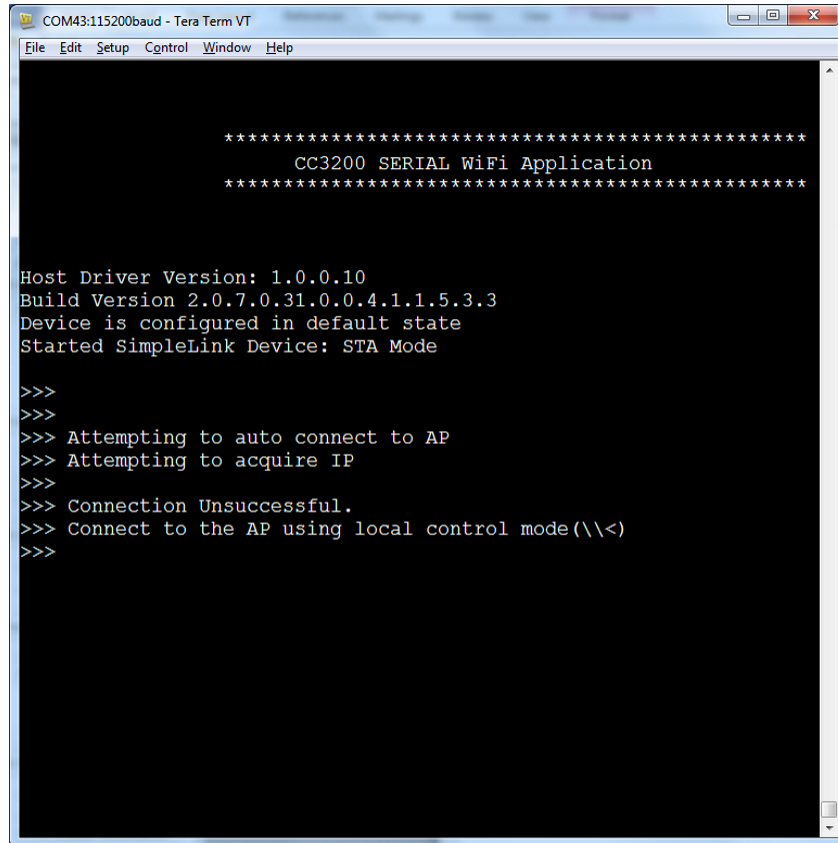 COM43:115200baud - Tera Term VT
File Edit Setup Control Window Help
*************************************************
CC3200 SERIAL WiFi Application
*************************************************
Host Driver Version: 1.0.0.10
Build Version 2.0.7.0.31.0.0.4.1.1.5.3.3
Device is configured in default state
Started SimpleLink Device: STA Mode
>>>
>>>
>>> Attempting to auto connect to AP
>>> Attempting to acquire IP
>>>
>>> Connection Unsuccessful.
>>> Connect to the AP using local control mode(\\<)
>>>